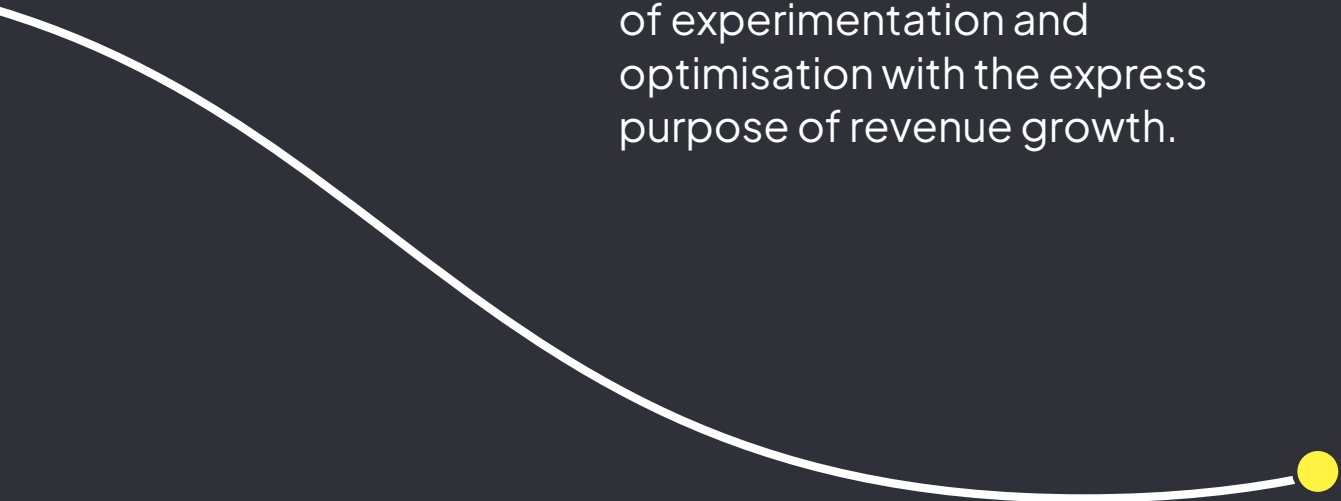 of experimentation and
optimisation with the express
purpose of revenue growth.